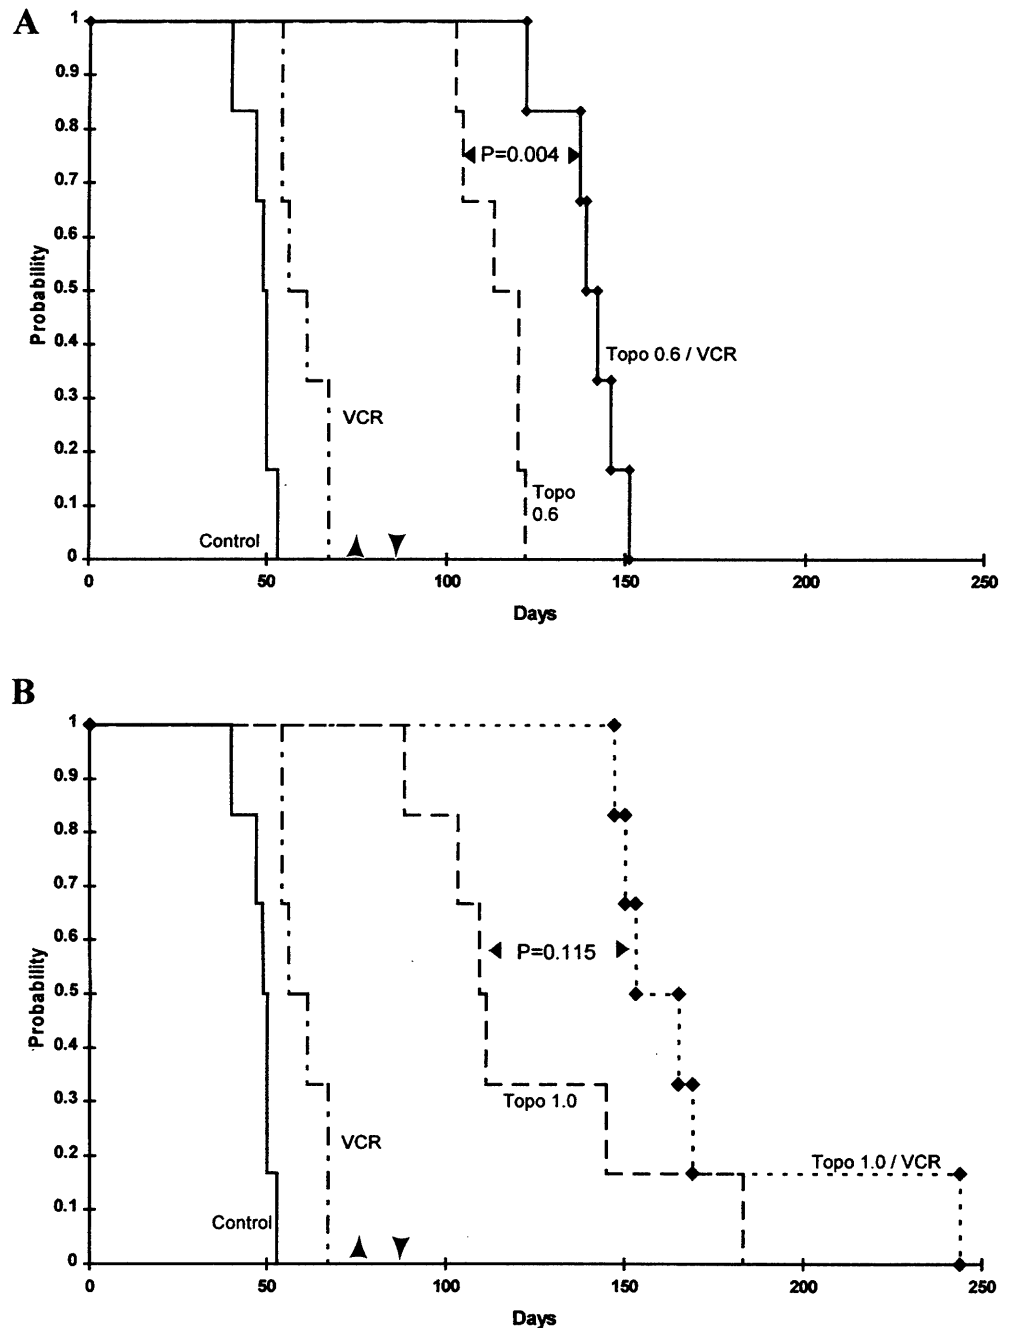 A
1
0.9
0.8
P=0.004
0.7
0.6
0.5
0.4
Topo 0.6 / VCR
0.3
VCR
0.2
Topo
0.6
0.1
Control
0
Probability
0 50 100 150 200 250
Days
B
1
0.9
0.8
0.7
0.6
P=0.115
0.5
0.4
0.3
Topo 1.0
VCR
0.2
Topo 1.0 / VCR
0.1
Control
0
Probability
0 50 100 150 200 250
Days